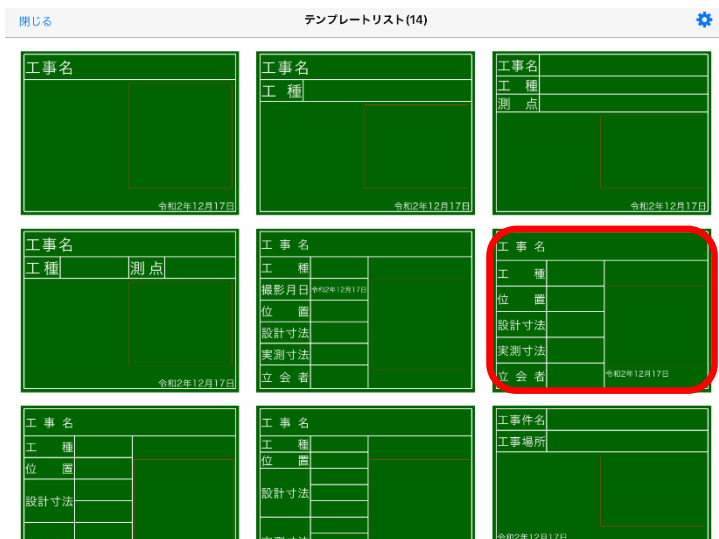 閉じる
テンプレートリスト(14)
工事名
令和2年12月17日
工事名
工 種
令和2年12月17日
工事名
工 種
測 点
令和2年12月17日
工事名
工種 測点
令和2年12月17日
工 事 名
工 種
撮影月日 令和2年12月17日
位 置
設計寸法
実測寸法
立 会 者
工 事 名
工 種
位 置
設計寸法
実測寸法
立 会 者
令和2年12月17日
工 事 名
工 種
位 置
設計寸法
工 事 名
工 種
位 置
設計寸法
実測寸法
工事件名
工事場所
令和2年12月17日